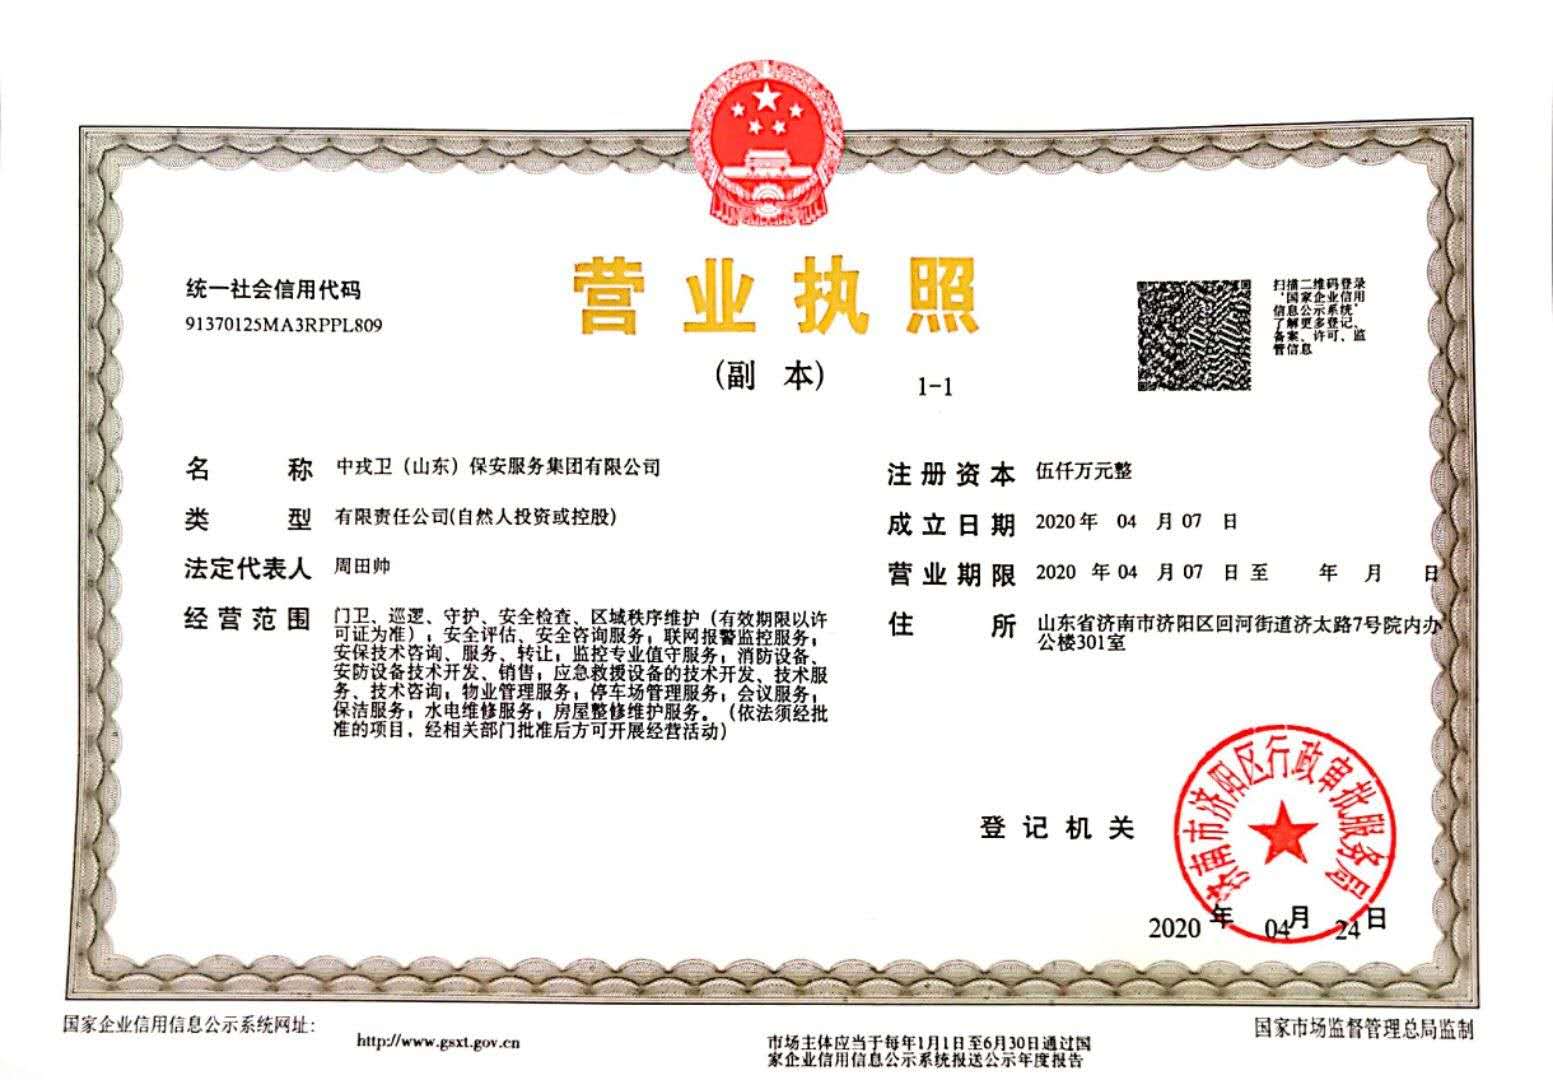 统一社会信用代码
91370125MA3RPPL809
营业执照
（副 本）
1-1
扫描二维码登录
‘国家企业信用
信息公示系统’
了解更多登记、
备案、许可、监
管信息
名 称 中戎卫（山东）保安服务集团有限公司
类 型 有限责任公司(自然人投资或控股)
法定代表人 周田帅
经营范围 门卫、巡逻、守护、安全检查、区域秩序维护（有效期限以许
可证为准）；安全评估、安全咨询服务；联网报警监控服务；
安保技术咨询、服务、转让；监控专业值守服务；消防设备、
安防设备技术开发、销售；应急救援设备的技术开发、技术服
务、技术咨询；物业管理服务；停车场管理服务；会议服务；
保洁服务；水电维修服务；房屋整修维护服务。（依法须经批
准的项目，经相关部门批准后方可开展经营活动）
注册资本 伍仟万元整
成立日期 2020 年 04 月 07 日
营业期限 2020 年 04 月 07 日 至 年 月 日
住 所 山东省济南市济阳区回河街道济太路7号院内办
公楼301室
登记机关
济南市济阳区行政审批服务局
2020 年 04 月 24 日
国家企业信用信息公示系统网址：
http://www.gsxt.gov.cn
市场主体应当于每年1月1日至6月30日通过国
家企业信用信息公示系统报送公示年度报告
国家市场监督管理总局监制